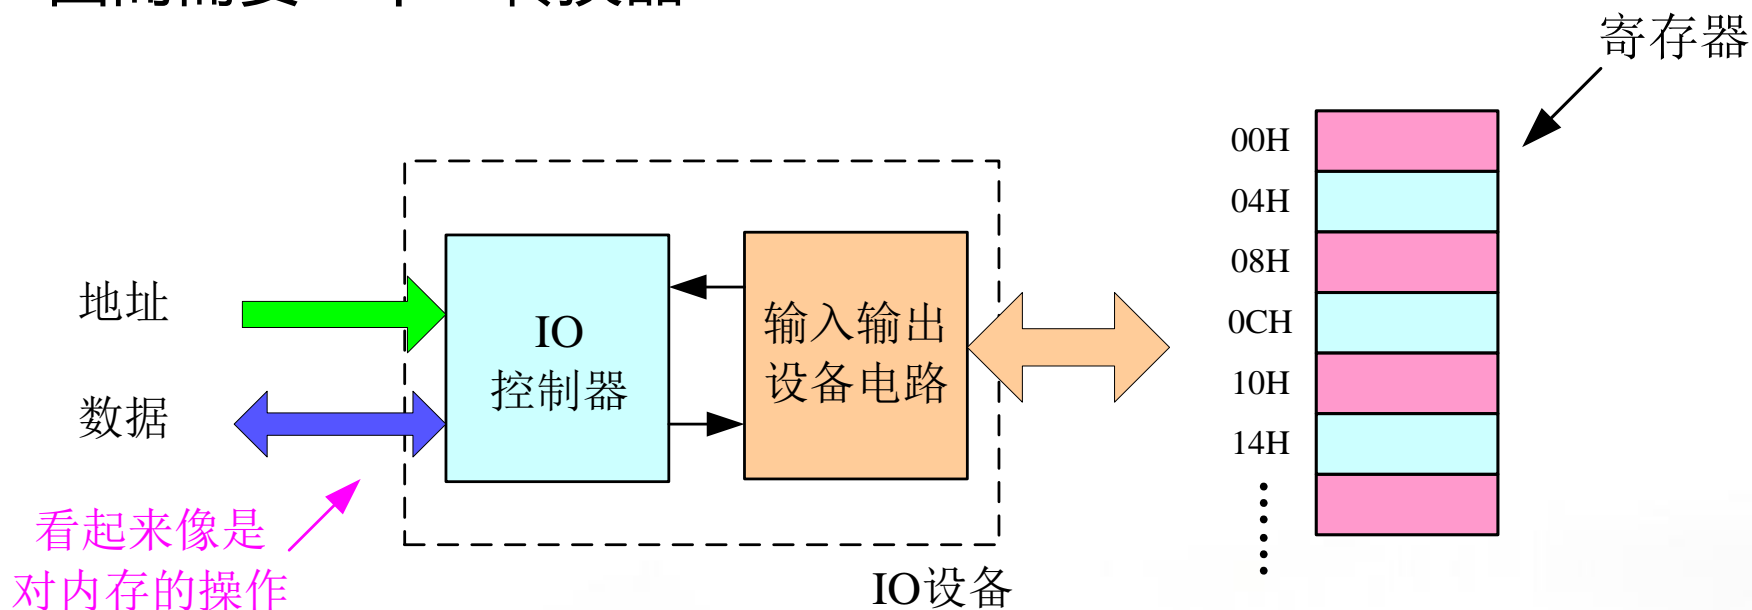 寄存器
00H
04H
08H
0CH
10H
14H
地址
数据
IO
控制器
输入输出
设备电路
看起来像是
对内存的操作
IO设备